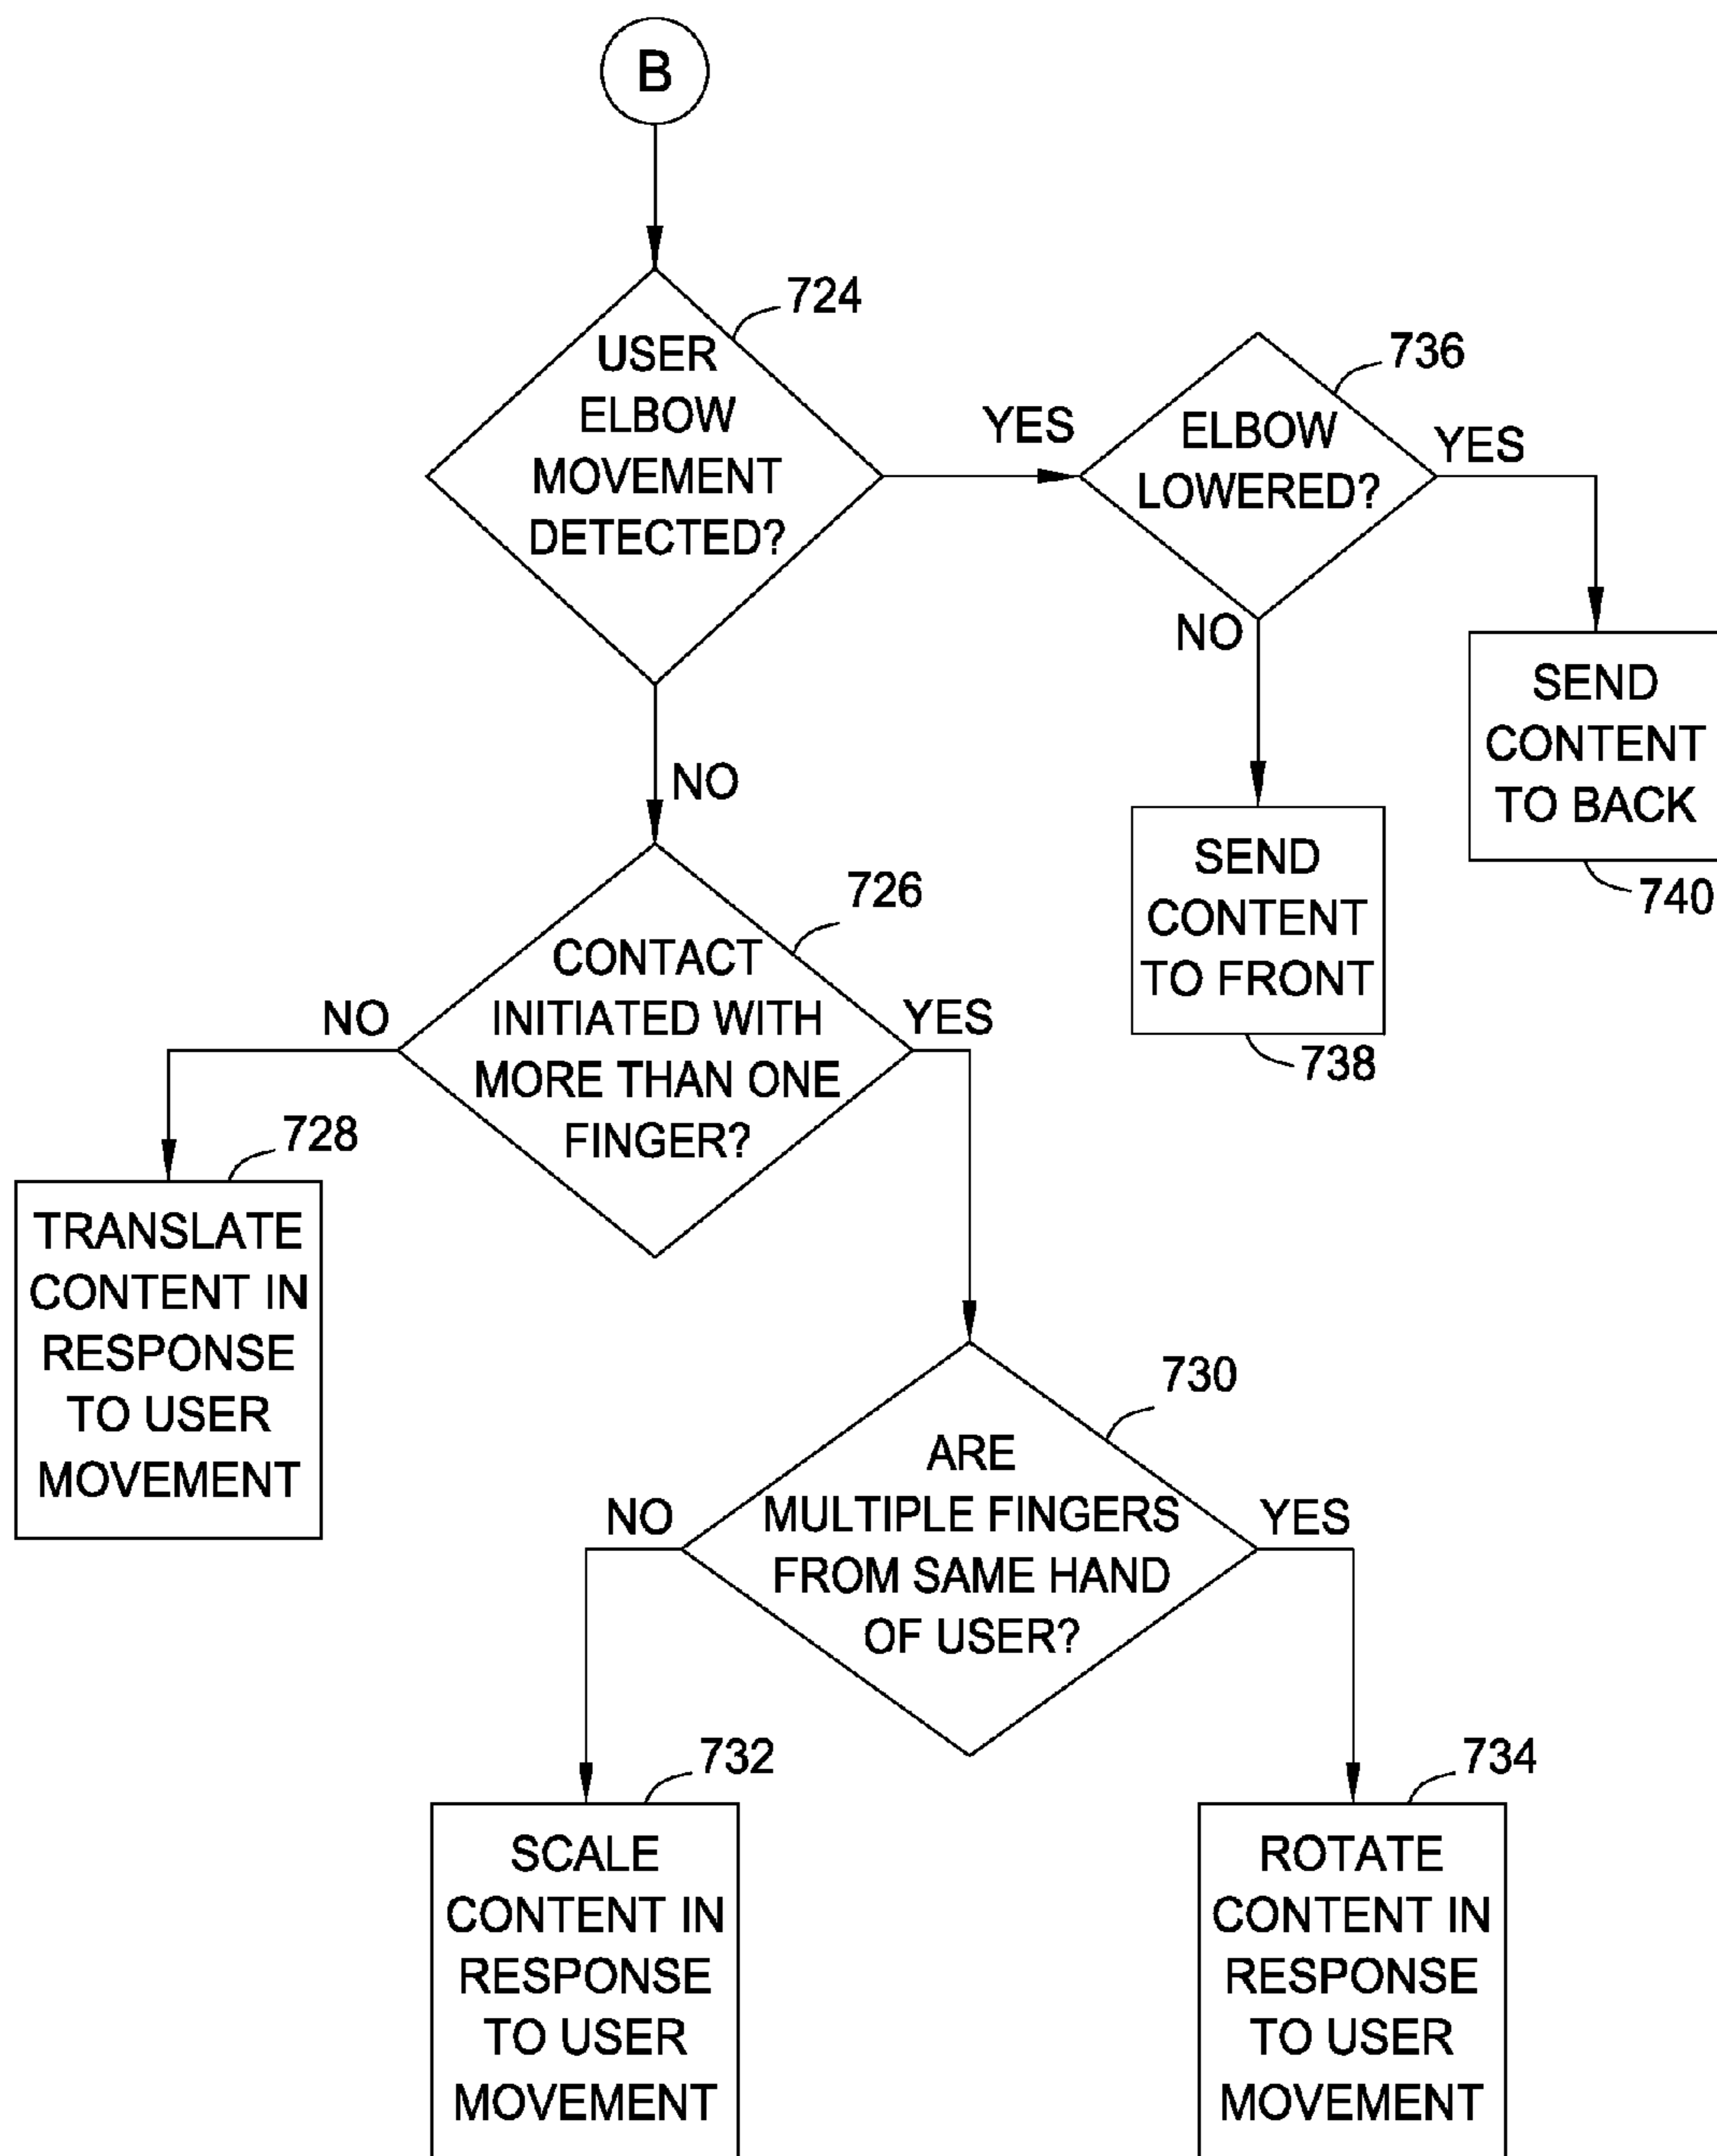 B
724
USER
ELBOW
MOVEMENT
DETECTED?
YES
736
ELBOW
LOWERED?
YES
NO
SEND
CONTENT
TO BACK
740
SEND
CONTENT
TO FRONT
738
NO
726
CONTACT
INITIATED WITH
MORE THAN ONE
FINGER?
NO
YES
728
TRANSLATE
CONTENT IN
RESPONSE
TO USER
MOVEMENT
730
ARE
MULTIPLE FINGERS
FROM SAME HAND
OF USER?
NO
YES
732
SCALE
CONTENT IN
RESPONSE
TO USER
MOVEMENT
734
ROTATE
CONTENT IN
RESPONSE
TO USER
MOVEMENT